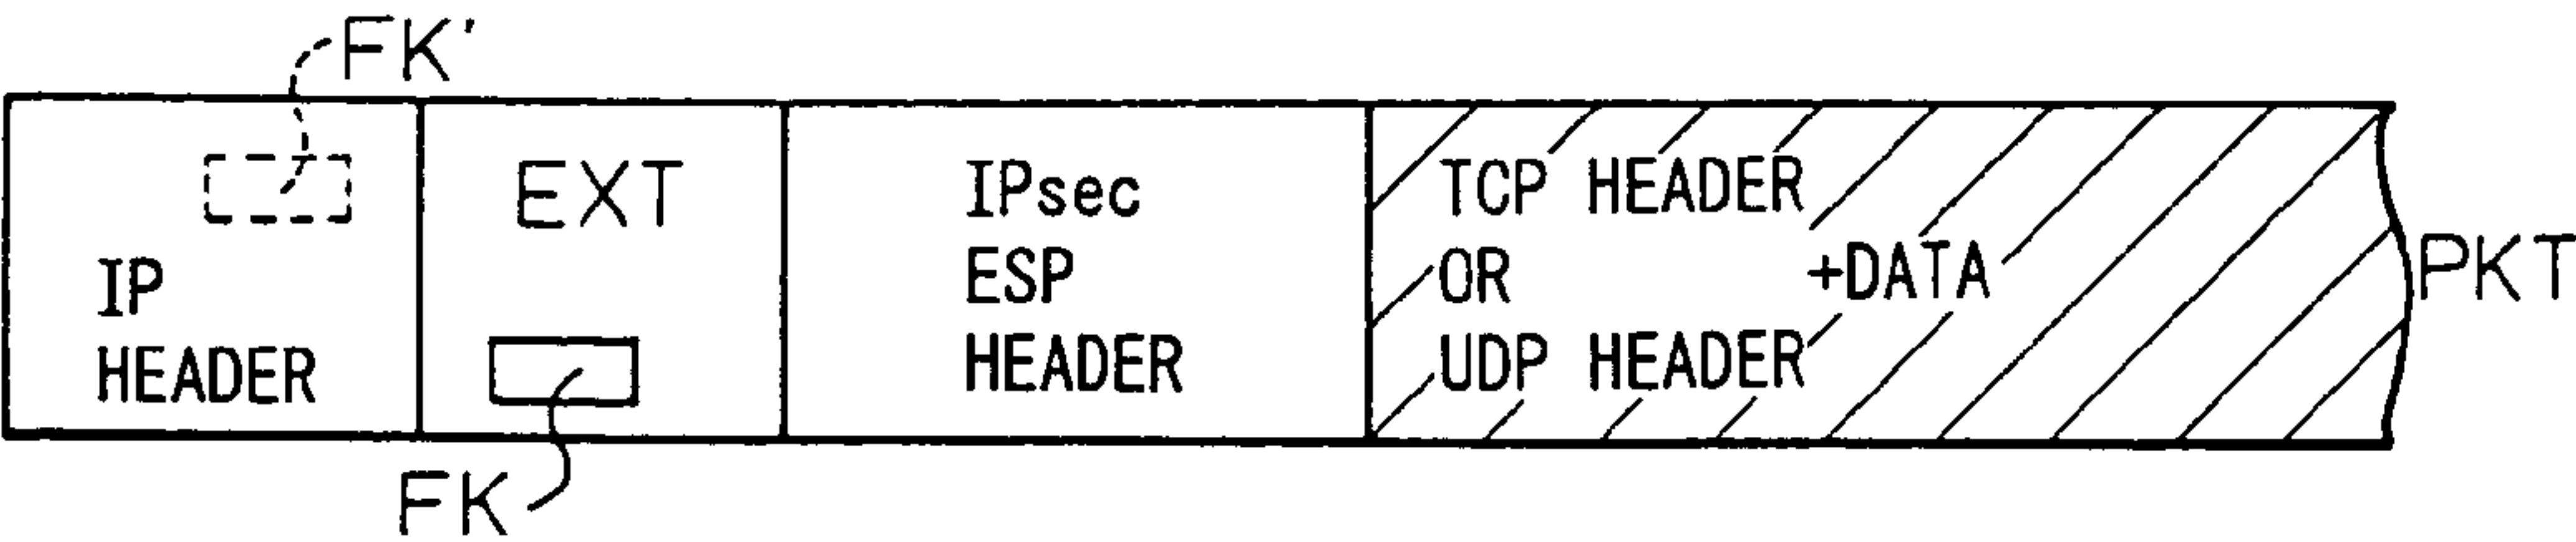 FK'
IP
HEADER
EXT
FK
IPsec
ESP
HEADER
TCP HEADER
OR +DATA
UDP HEADER
PKT